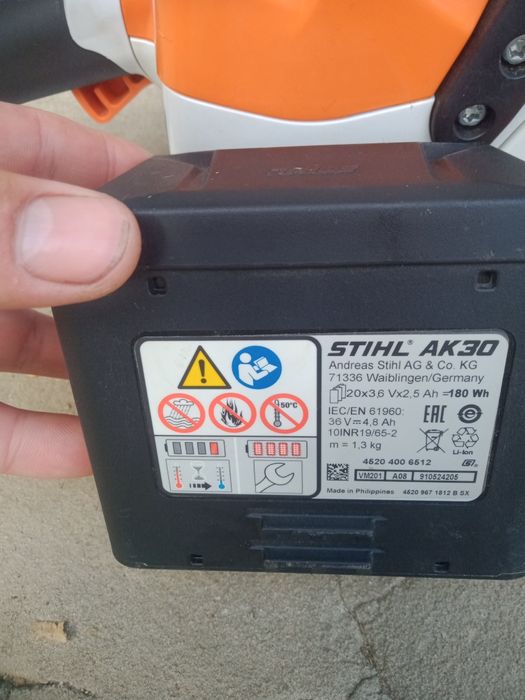 50°C
STIHL® AK30
Andreas Stihl AG & Co. KG
71336 Waiblingen/Germany
20x3,6 Vx2,5 Ah =180 Wh
IEC/EN 61960:
36 V⎓4,8 Ah
10INR19/65-2
m = 1,3 kg
EAC
Li-Ion
4520 400 6512
VM201 A08 910524205
Made in Philippines 4520 967 1812 B SX